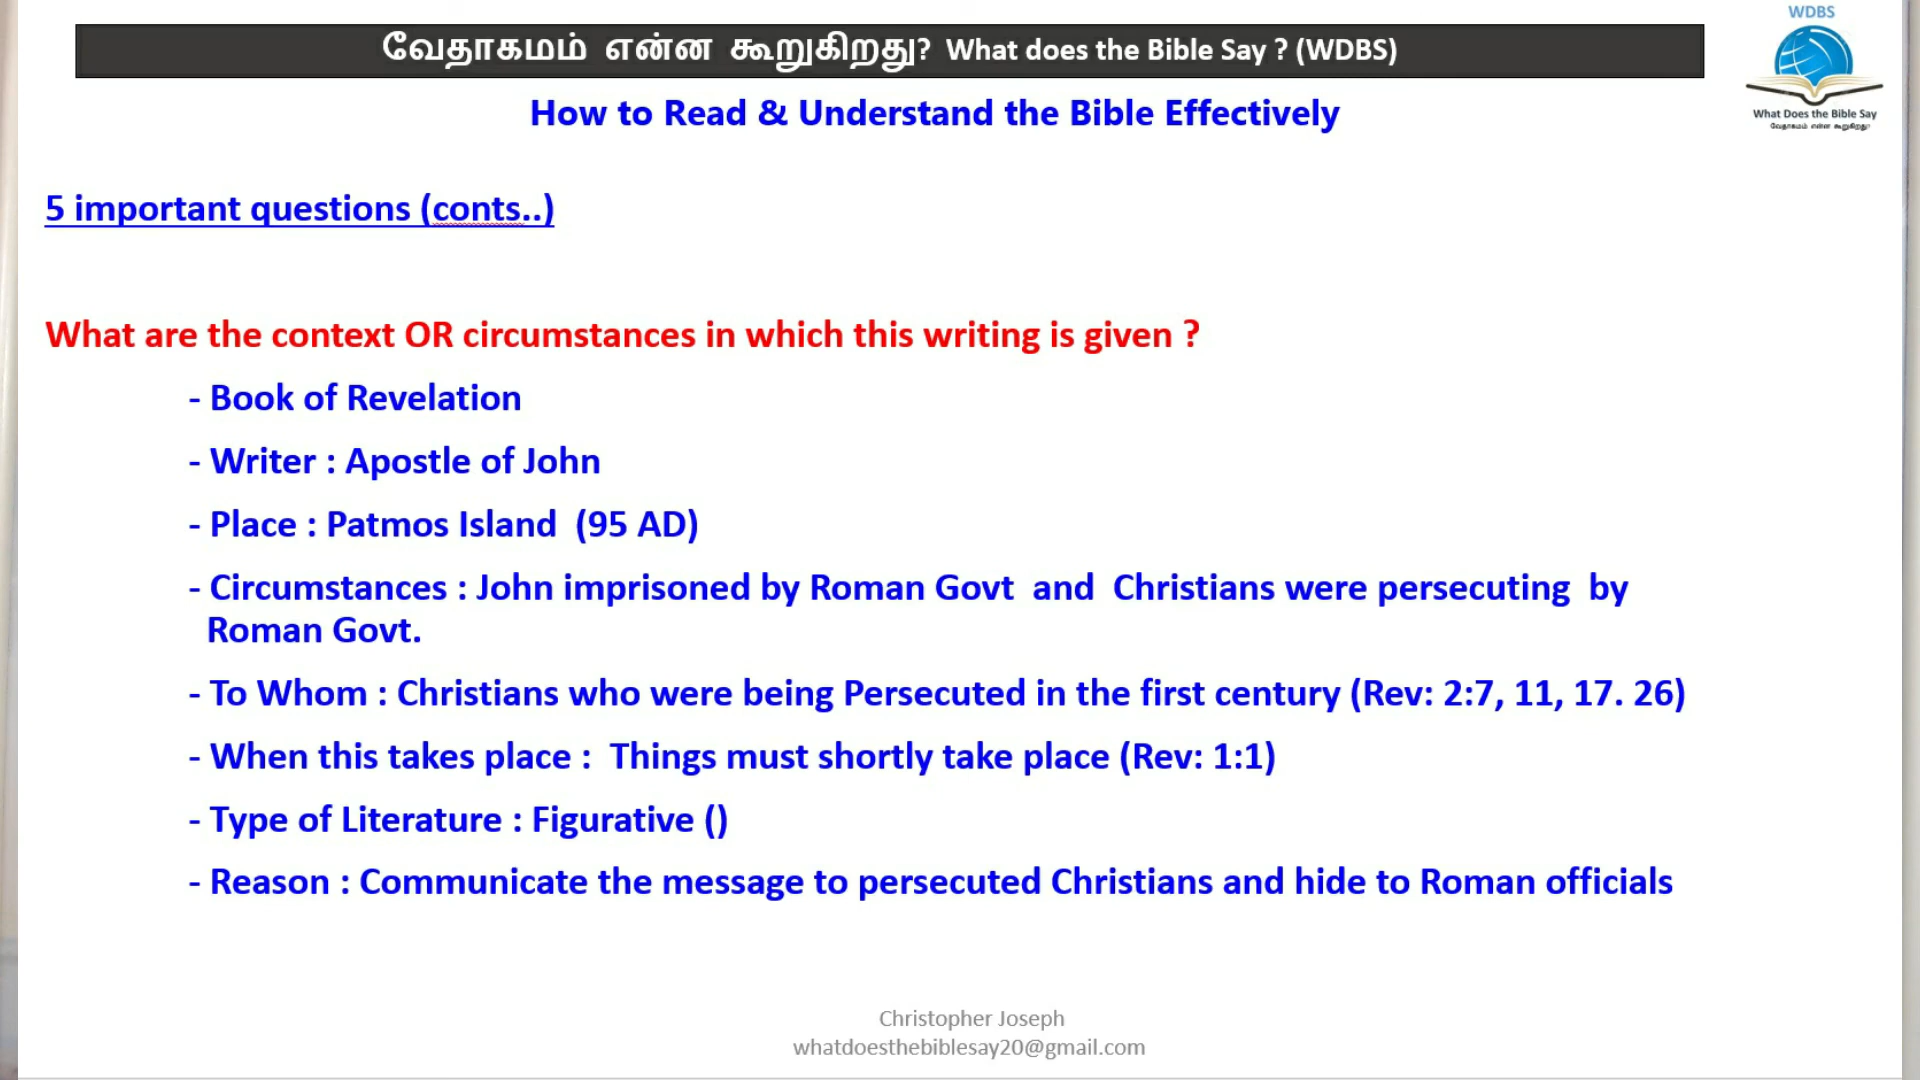 வேதாகமம் என்ன கூறுகிறது? What does the Bible Say ? (WDBS)
WDBS
What Does the Bible Say
வேதாகமம் என்ன கூறுகிறது?
How to Read & Understand the Bible Effectively
5 important questions (conts..)
What are the context OR circumstances in which this writing is given ?
- Book of Revelation
- Writer : Apostle of John
- Place : Patmos Island (95 AD)
- Circumstances : John imprisoned by Roman Govt and Christians were persecuting by
Roman Govt.
- To Whom : Christians who were being Persecuted in the first century (Rev: 2:7, 11, 17. 26)
- When this takes place : Things must shortly take place (Rev: 1:1)
- Type of Literature : Figurative ()
- Reason : Communicate the message to persecuted Christians and hide to Roman officials
Christopher Joseph
whatdoesthebiblesay20@gmail.com